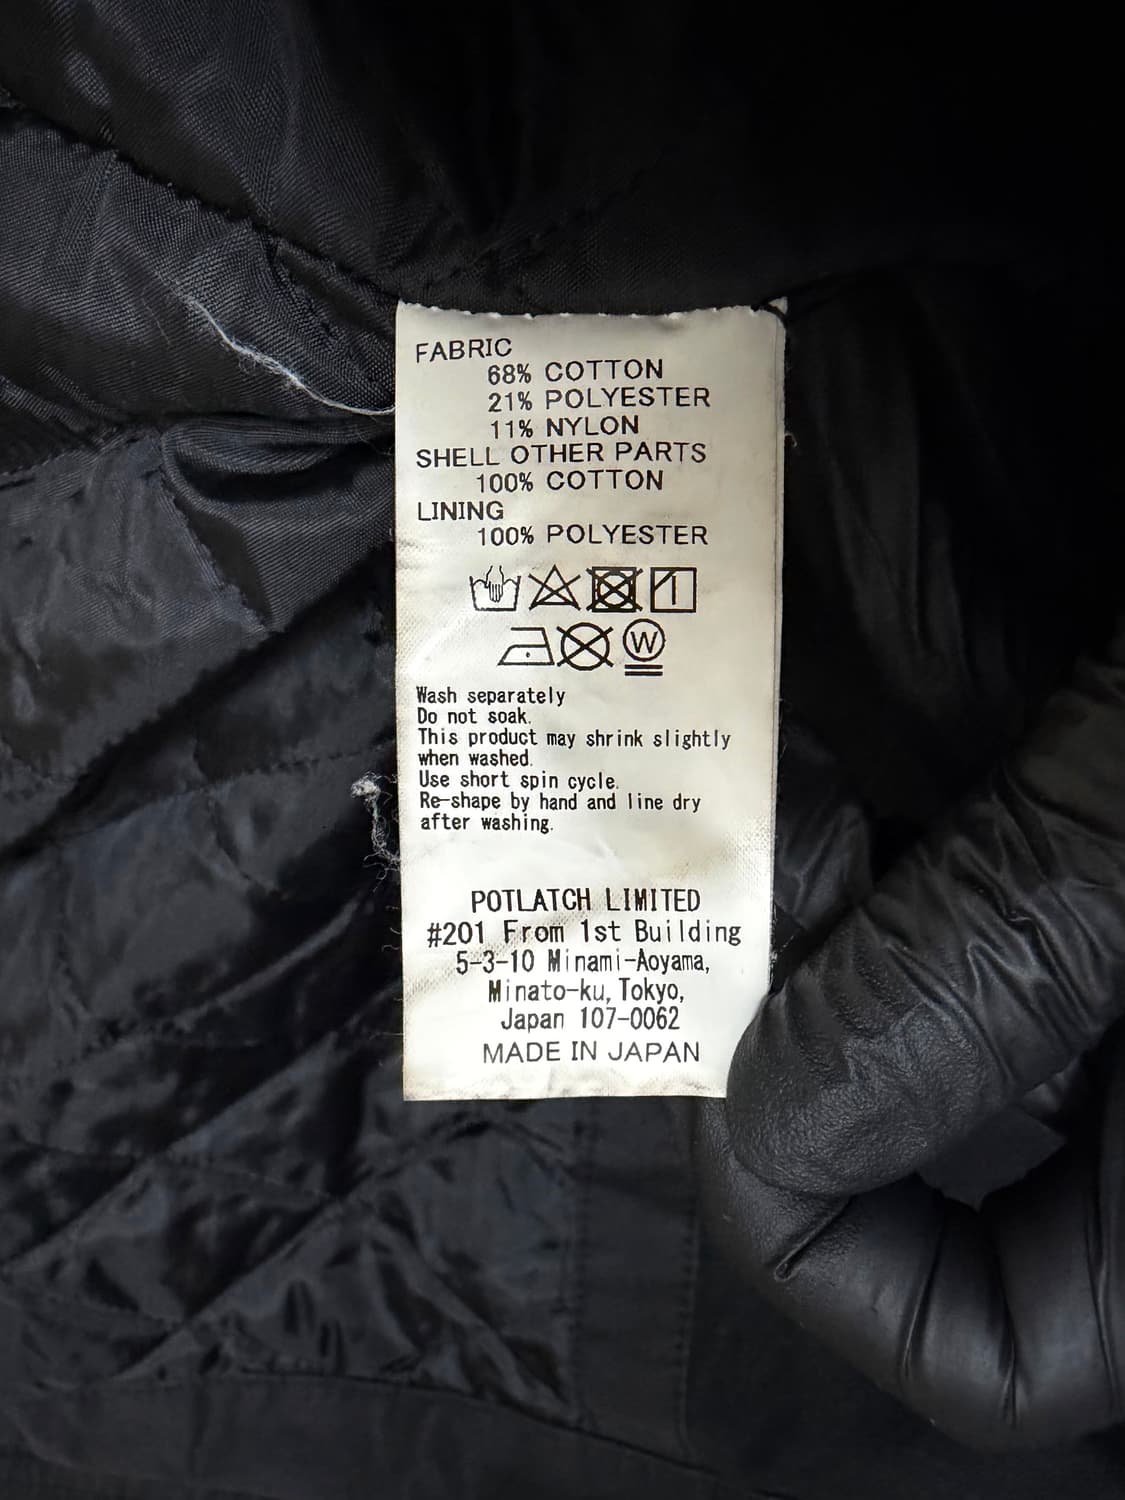 FABRIC
68% COTTON
21% POLYESTER
11% NYLON
SHELL OTHER PARTS
100% COTTON
LINING
100% POLYESTER
W
Wash separately
Do not soak.
This product may shrink slightly
when washed.
Use short spin cycle.
Re-shape by hand and line dry
after washing.
POTLATCH LIMITED
#201 From 1st Building
5-3-10 Minami-Aoyama,
Minato-ku, Tokyo,
Japan 107-0062
MADE IN JAPAN